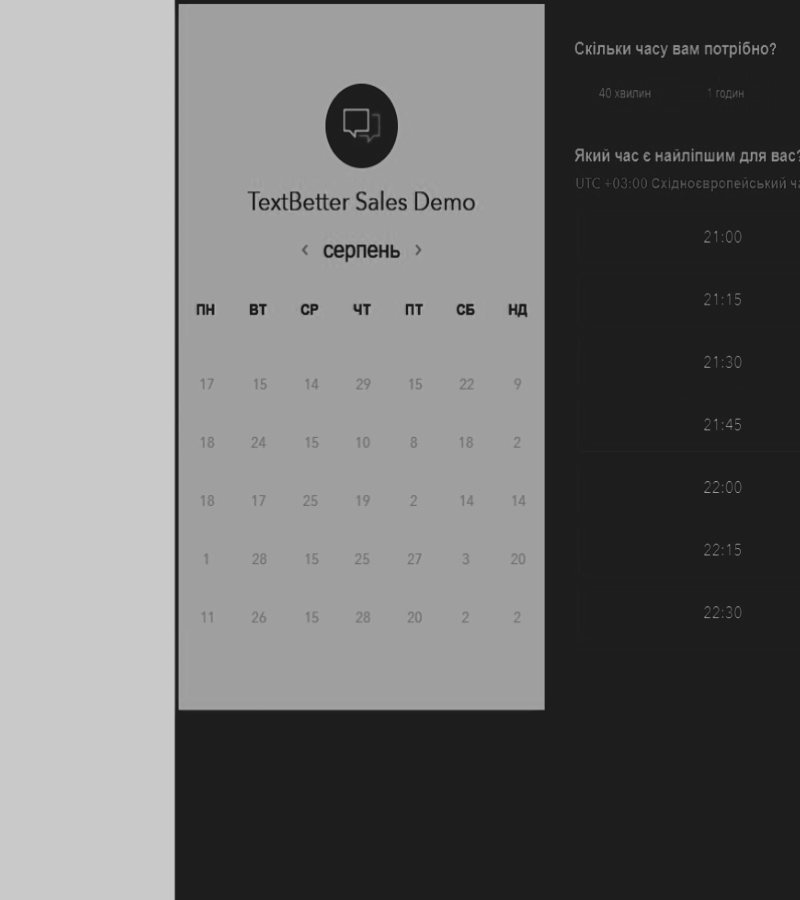 TextBetter Sales Demo
‹ серпень ›
ПН ВТ СР ЧТ ПТ СБ НД
17 15 14 29 15 22 9
18 24 15 10 8 18 2
18 17 25 19 2 14 14
1 28 15 25 27 3 20
11 26 15 28 20 2 2
Скільки часу вам потрібно?
40 хвилин 1 годин
Який час є найліпшим для вас?
UTC +03:00 Східноєвропейський
21:00
21:15
21:30
21:45
22:00
22:15
22:30